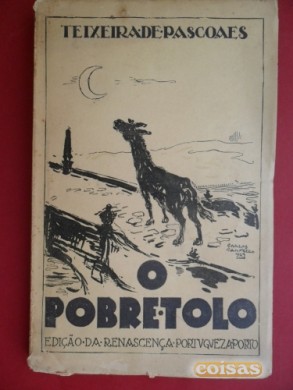 TEIXEIRA·DE·PASCOAES
O
POBRE·TOLO
EDIÇÃO·DA·RENASCENÇA·PORTVGVEZA·PORTO
coisas